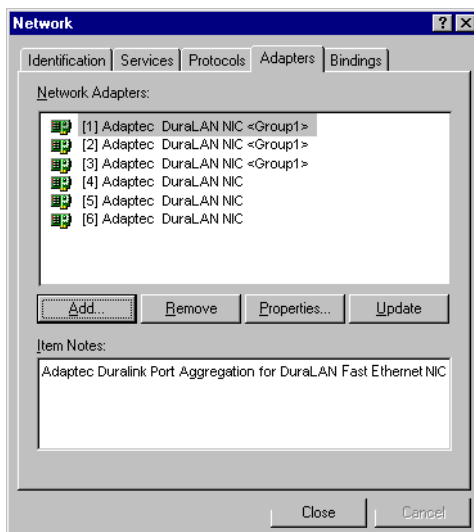 Network
? ×
Identification Services Protocols Adapters Bindings
Network Adapters:
[1] Adaptec DuraLAN NIC <Group1>
[2] Adaptec DuraLAN NIC <Group1>
[3] Adaptec DuraLAN NIC <Group1>
[4] Adaptec DuraLAN NIC
[5] Adaptec DuraLAN NIC
[6] Adaptec DuraLAN NIC
Add... Remove Properties... Update
Item Notes:
Adaptec Duralink Port Aggregation for DuraLAN Fast Ethernet NIC
Close Cancel